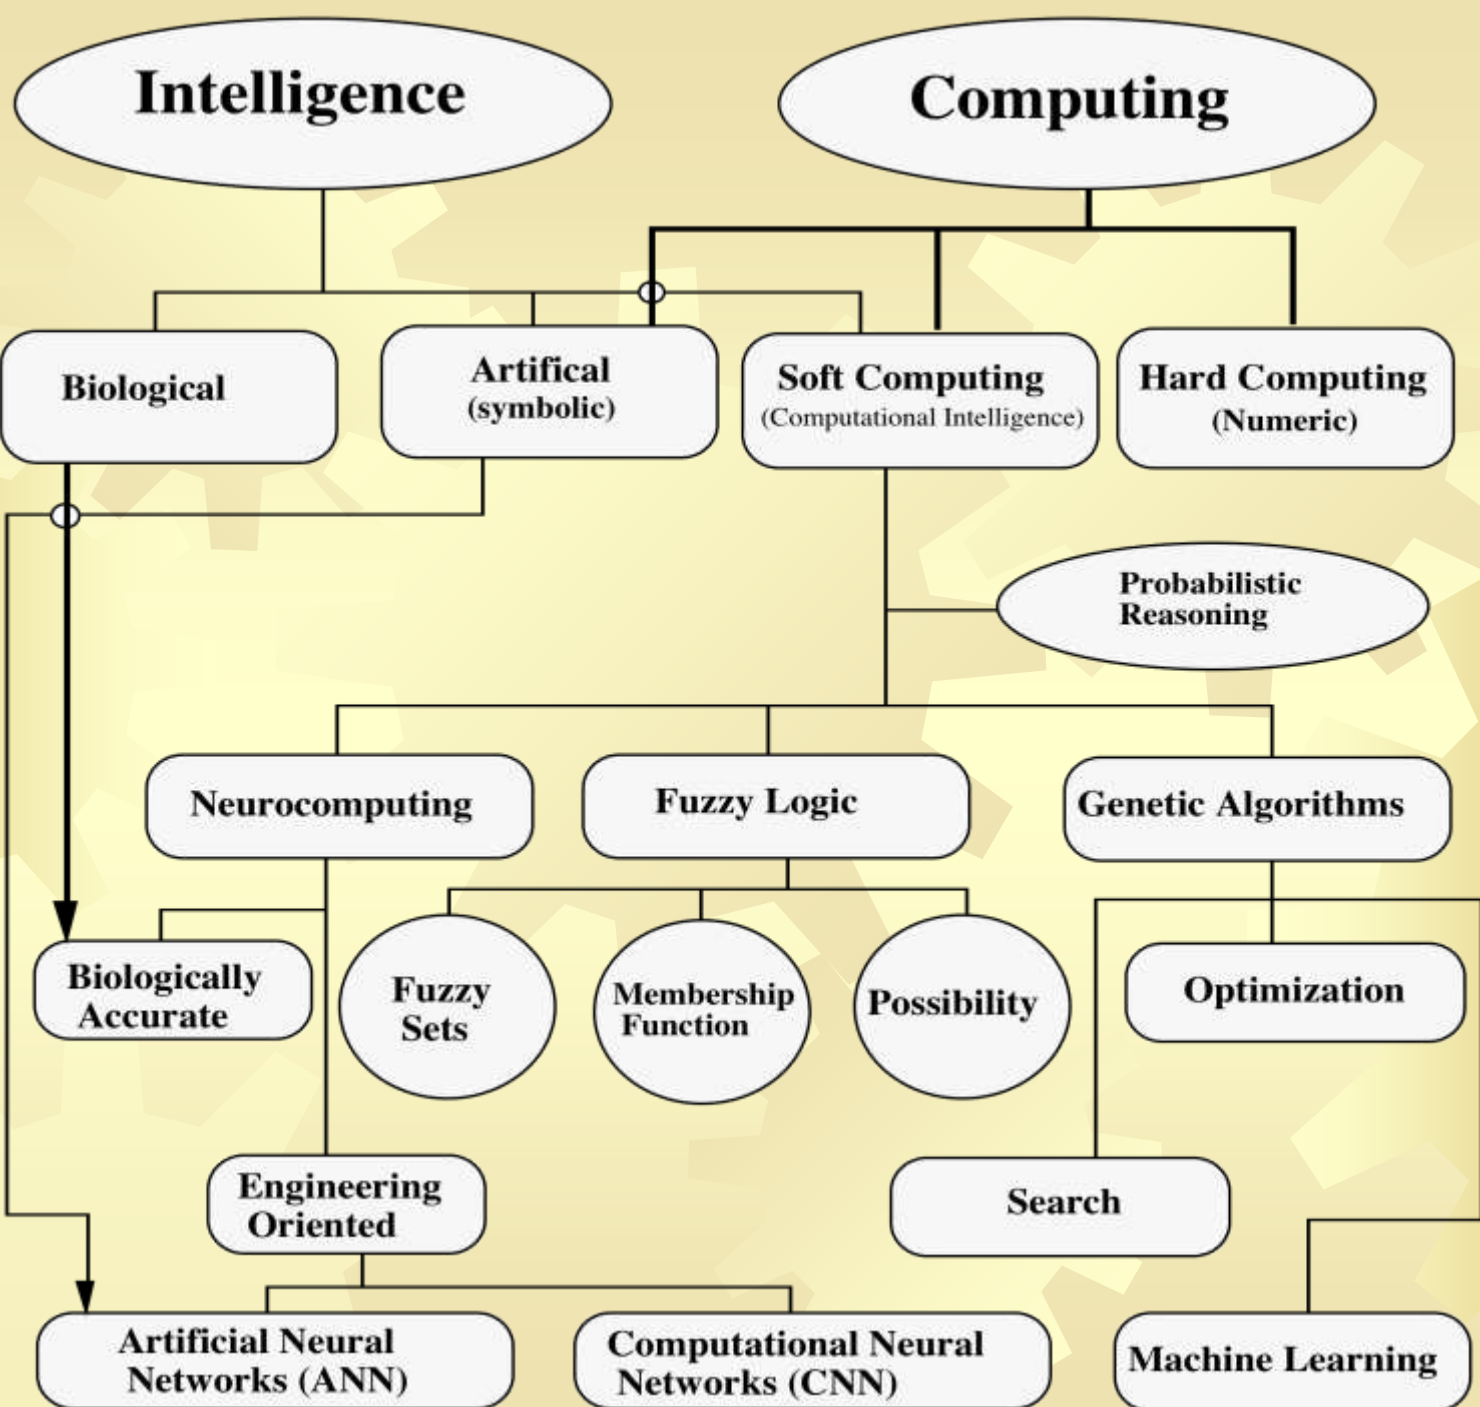 Intelligence
Computing
Biological
Artifical
(symbolic)
Soft Computing
(Computational Intelligence)
Hard Computing
(Numeric)
Probabilistic
Reasoning
Neurocomputing
Fuzzy Logic
Genetic Algorithms
Biologically
Accurate
Fuzzy
Sets
Membership
Function
Possibility
Optimization
Engineering
Oriented
Search
Artificial Neural
Networks (ANN)
Computational Neural
Networks (CNN)
Machine Learning